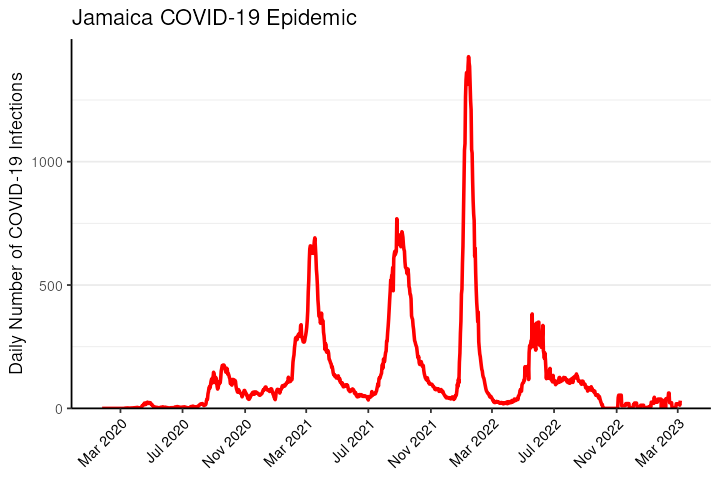 Jamaica COVID-19 Epidemic
Daily Number of COVID-19 Infections
1000
500
0
Mar 2020
Jul 2020
Nov 2020
Mar 2021
Jul 2021
Nov 2021
Mar 2022
Jul 2022
Nov 2022
Mar 2023